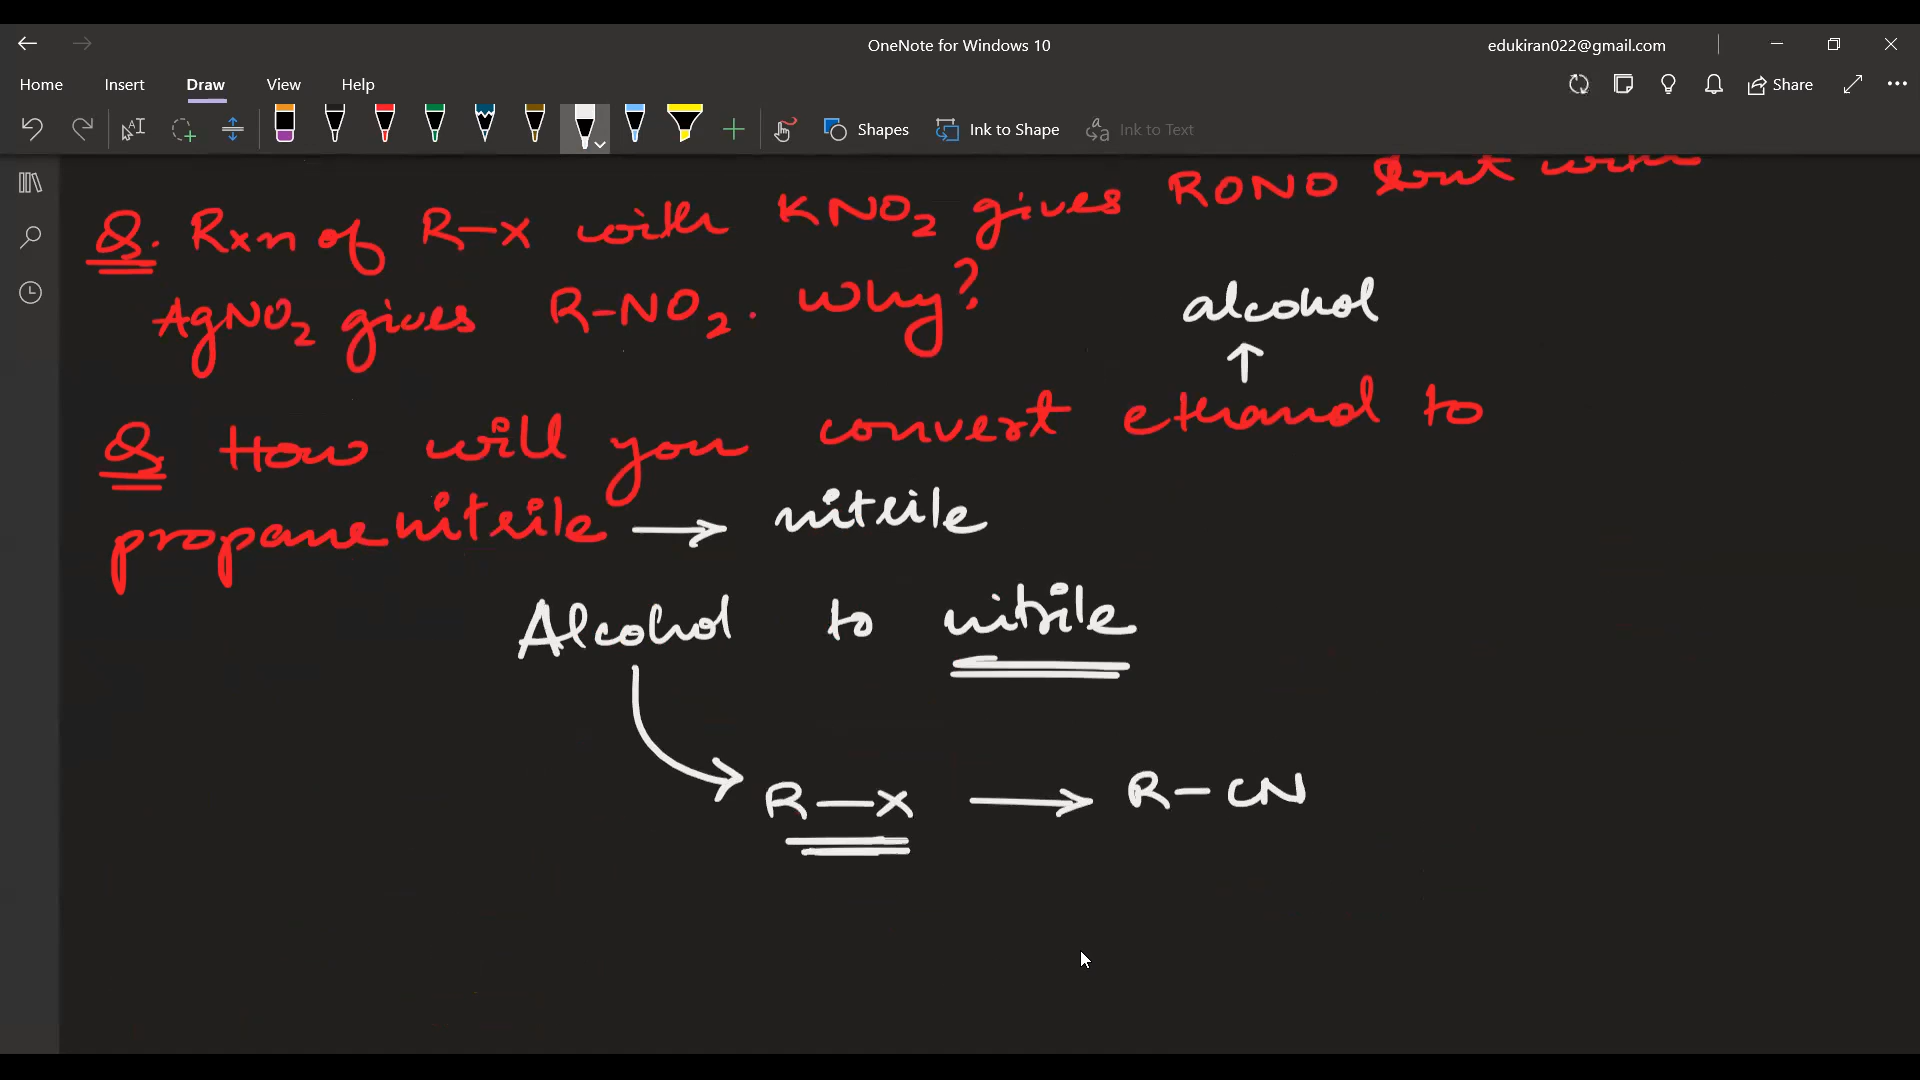 OneNote for Windows 10
edukiran022@gmail.com
Home Insert Draw View Help
Share
Shapes Ink to Shape Ink to Text
Q. Rxn of R-X with KNO2 gives RONO but with
AgNO2 gives R-NO2. Why?
alcohol
↑
Q How will you convert ethanol to
propanenitrile → nitrile
Alcohol to nitrile
R-X → R-CN